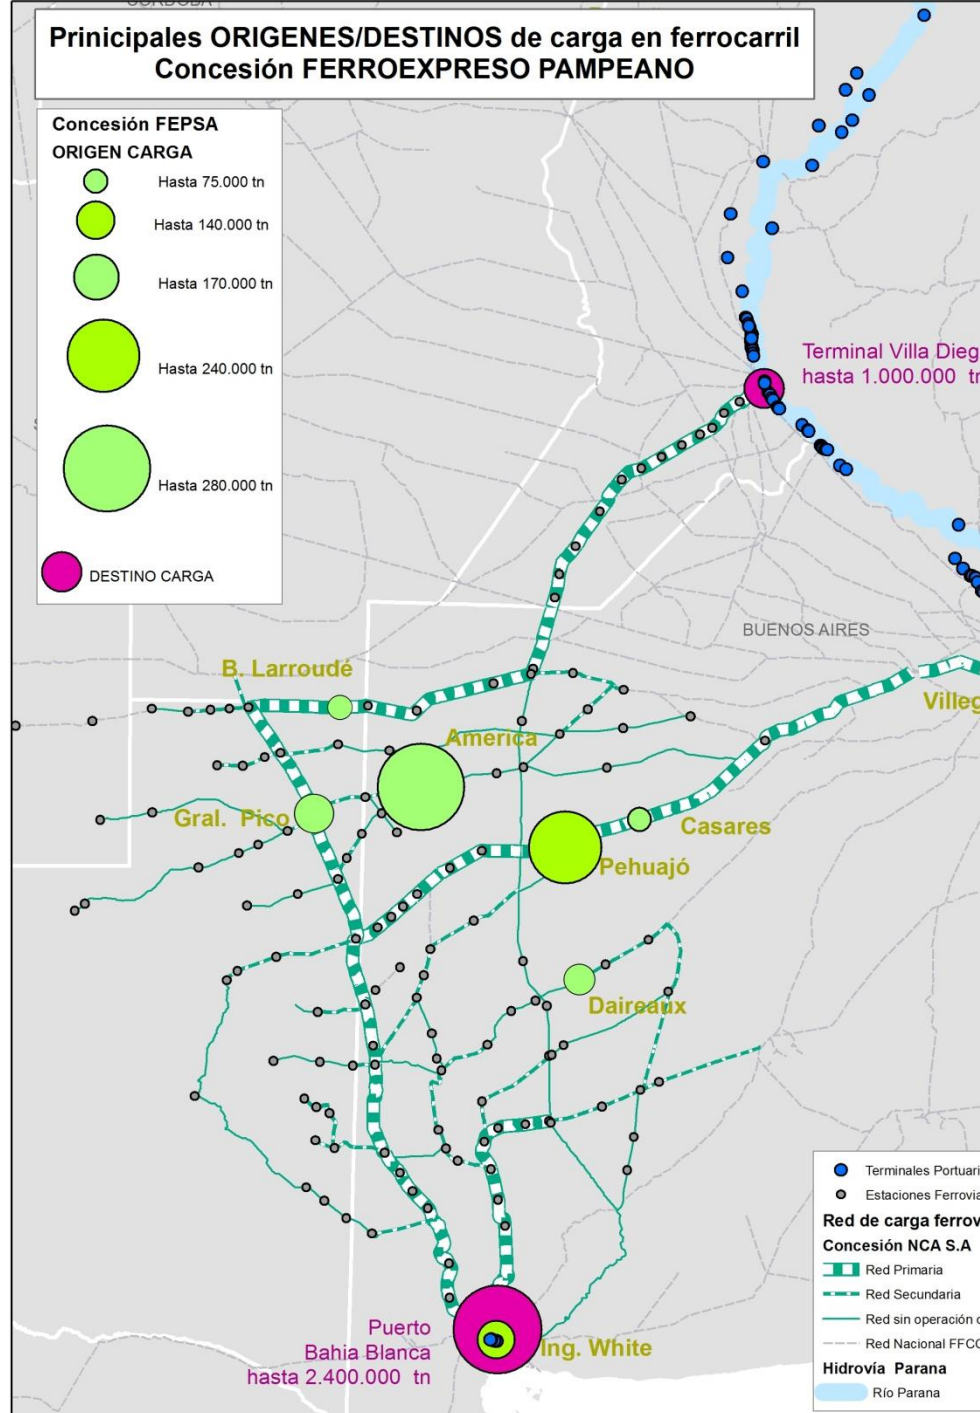 CORDOBA
Prinicipales ORIGENES/DESTINOS de carga en ferrocarril
Concesión FERROEXPRESO PAMPEANO
Concesión FEPSA
ORIGEN CARGA
Hasta 75.000 tn
Hasta 140.000 tn
Hasta 170.000 tn
Hasta 240.000 tn
Hasta 280.000 tn
DESTINO CARGA
Terminal Villa Dieg
hasta 1.000.000 tn
BUENOS AIRES
B. Larroudé
Villeg
America
Gral. Pico
Casares
Pehuajó
Daireaux
Puerto
Bahia Blanca
hasta 2.400.000 tn
Ing. White
Terminales Portuari
Estaciones Ferrovia
Red de carga ferrov
Concesión NCA S.A
Red Primaria
Red Secundaria
Red sin operación
Red Nacional FFCC
Hidrovía Parana
Río Parana